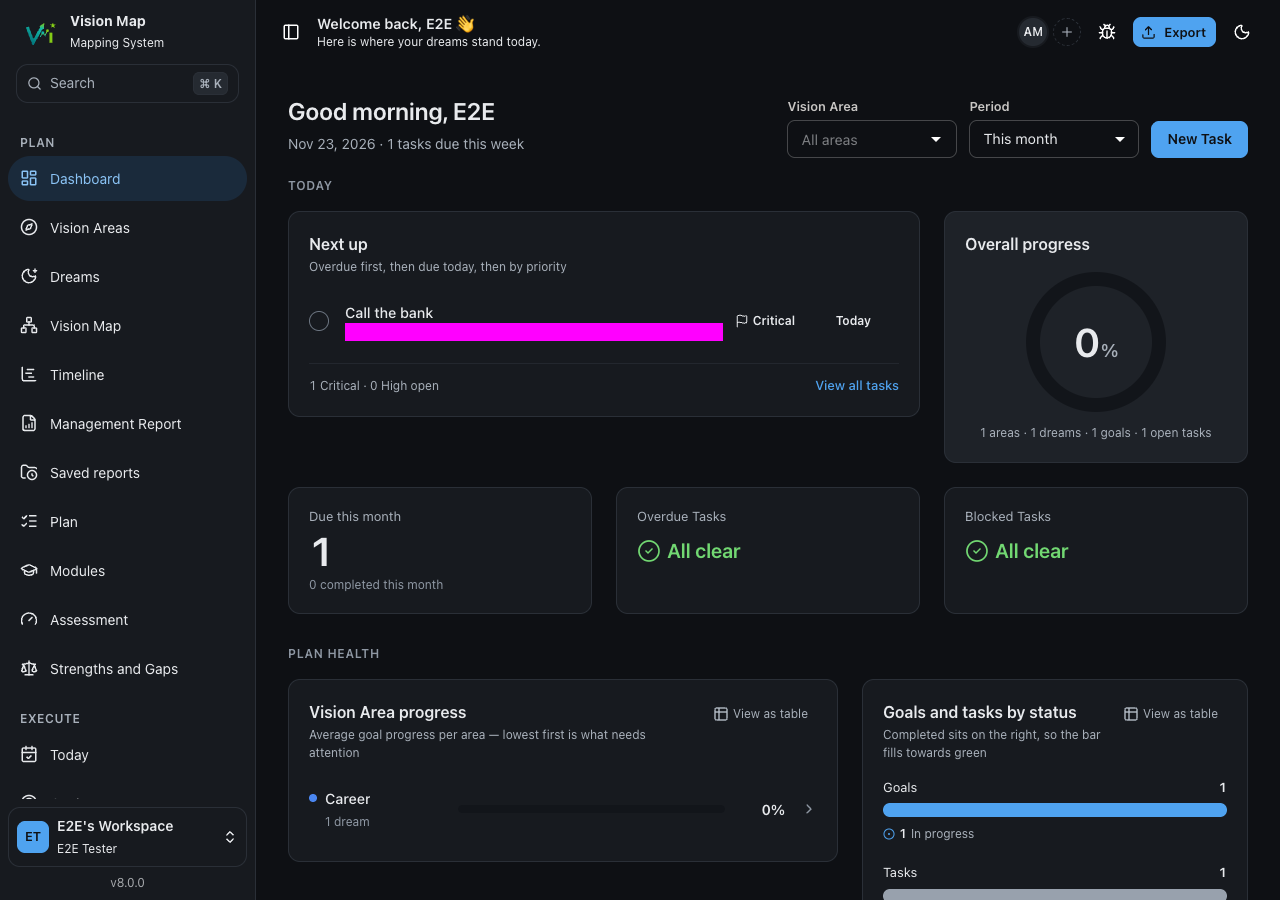 Vision Map
Mapping System
Search
⌘ K
PLAN
Dashboard
Vision Areas
Dreams
Vision Map
Timeline
Management Report
Saved reports
Plan
Modules
Assessment
Strengths and Gaps
EXECUTE
Today
ET
E2E's Workspace
E2E Tester
v8.0.0
Welcome back, E2E 👋
Here is where your dreams stand today.
AM
Export
Good morning, E2E
Nov 23, 2026 · 1 tasks due this week
Vision Area
All areas
Period
This month
New Task
TODAY
Next up
Overdue first, then due today, then by priority
Call the bank
Critical
Today
1 Critical · 0 High open
View all tasks
Overall progress
0%
1 areas · 1 dreams · 1 goals · 1 open tasks
Due this month
1
0 completed this month
Overdue Tasks
All clear
Blocked Tasks
All clear
PLAN HEALTH
Vision Area progress
View as table
Average goal progress per area — lowest first is what needs
attention
Career
1 dream
0%
Goals and tasks by status
View as table
Completed sits on the right, so the bar
fills towards green
Goals 1
1 In progress
Tasks 1